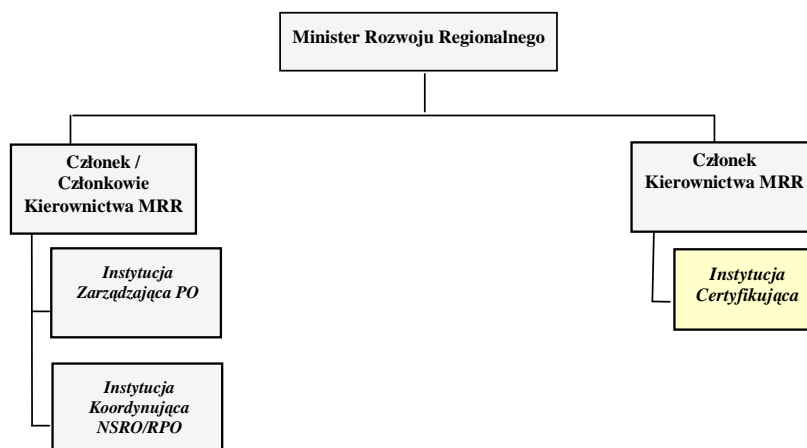 Minister Rozwoju Regionalnego
Członek /
Członkowie
Kierownictwa MRR
Członek
Kierownictwa MRR
Instytucja
Zarządzająca PO
Instytucja
Certyfikująca
Instytucja
Koordynująca
NSRO/RPO